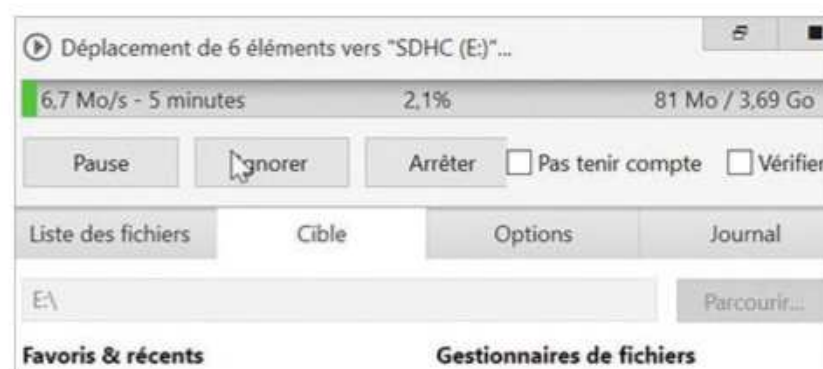 Déplacement de 6 éléments vers "SDHC (E:)"...
6,7 Mo/s - 5 minutes 2,1% 81 Mo / 3,69 Go
Pause Ignorer Arrêter Pas tenir compte Vérifier
Liste des fichiers Cible Options Journal
E:\ Parcourir...
Favoris & récents Gestionnaires de fichiers